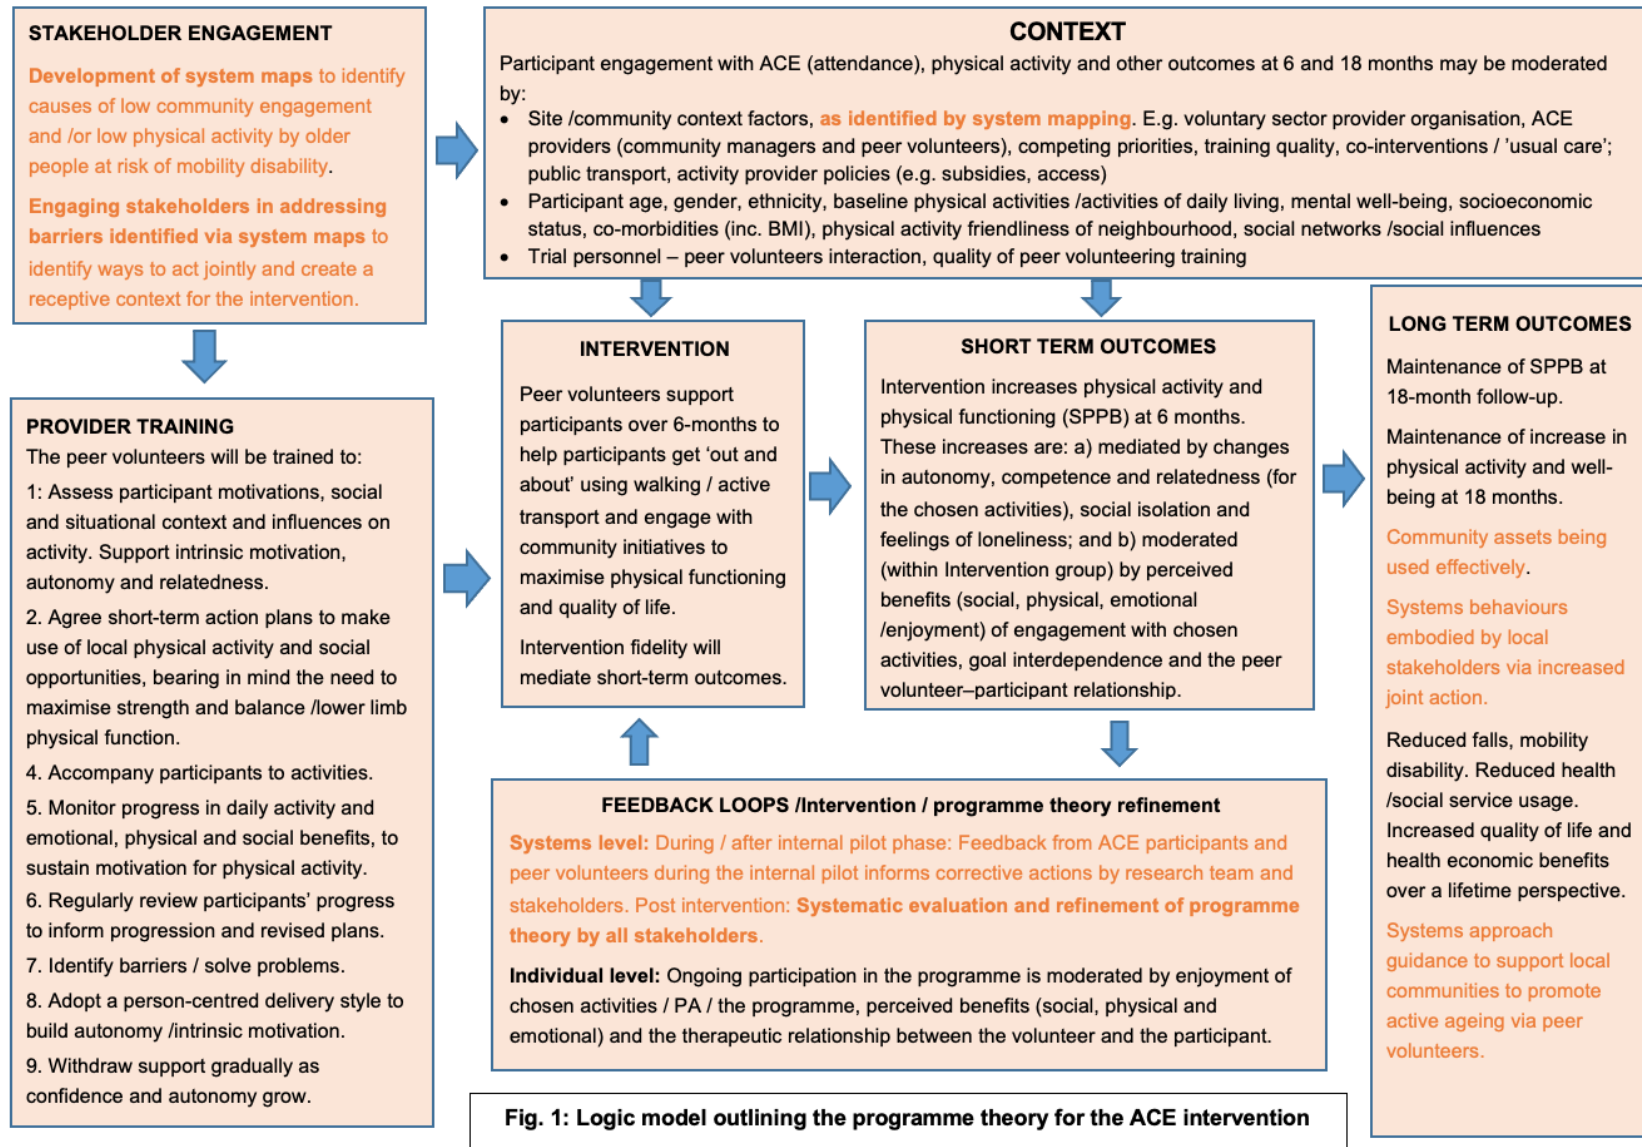 STAKEHOLDER ENGAGEMENT
Development of system maps to identify
causes of low community engagement
and /or low physical activity by older
people at risk of mobility disability.
Engaging stakeholders in addressing
barriers identified via system maps to
identify ways to act jointly and create a
receptive context for the intervention.
CONTEXT
Participant engagement with ACE (attendance), physical activity and other outcomes at 6 and 18 months may be moderated
by:
• Site /community context factors, as identified by system mapping. E.g. voluntary sector provider organisation, ACE
providers (community managers and peer volunteers), competing priorities, training quality, co-interventions / 'usual care';
public transport, activity provider policies (e.g. subsidies, access)
• Participant age, gender, ethnicity, baseline physical activities /activities of daily living, mental well-being, socioeconomic
status, co-morbidities (inc. BMI), physical activity friendliness of neighbourhood, social networks /social influences
• Trial personnel – peer volunteers interaction, quality of peer volunteering training
PROVIDER TRAINING
The peer volunteers will be trained to:
1: Assess participant motivations, social
and situational context and influences on
activity. Support intrinsic motivation,
autonomy and relatedness.
2. Agree short-term action plans to make
use of local physical activity and social
opportunities, bearing in mind the need to
maximise strength and balance /lower limb
physical function.
4. Accompany participants to activities.
5. Monitor progress in daily activity and
emotional, physical and social benefits, to
sustain motivation for physical activity.
6. Regularly review participants' progress
to inform progression and revised plans.
7. Identify barriers / solve problems.
8. Adopt a person-centred delivery style to
build autonomy /intrinsic motivation.
9. Withdraw support gradually as
confidence and autonomy grow.
INTERVENTION
Peer volunteers support
participants over 6-months to
help participants get 'out and
about' using walking / active
transport and engage with
community initiatives to
maximise physical functioning
and quality of life.
Intervention fidelity will
mediate short-term outcomes.
SHORT TERM OUTCOMES
Intervention increases physical activity and
physical functioning (SPPB) at 6 months.
These increases are: a) mediated by changes
in autonomy, competence and relatedness (for
the chosen activities), social isolation and
feelings of loneliness; and b) moderated
(within Intervention group) by perceived
benefits (social, physical, emotional
/enjoyment) of engagement with chosen
activities, goal interdependence and the peer
volunteer–participant relationship.
LONG TERM OUTCOMES
Maintenance of SPPB at
18-month follow-up.
Maintenance of increase in
physical activity and well-
being at 18 months.
Community assets being
used effectively.
Systems behaviours
embodied by local
stakeholders via increased
joint action.
Reduced falls, mobility
disability. Reduced health
/social service usage.
Increased quality of life and
health economic benefits
over a lifetime perspective.
Systems approach
guidance to support local
communities to promote
active ageing via peer
volunteers.
FEEDBACK LOOPS /Intervention / programme theory refinement
Systems level: During / after internal pilot phase: Feedback from ACE participants and
peer volunteers during the internal pilot informs corrective actions by research team and
stakeholders. Post intervention: Systematic evaluation and refinement of programme
theory by all stakeholders.
Individual level: Ongoing participation in the programme is moderated by enjoyment of
chosen activities / PA / the programme, perceived benefits (social, physical and
emotional) and the therapeutic relationship between the volunteer and the participant.
Fig. 1: Logic model outlining the programme theory for the ACE intervention